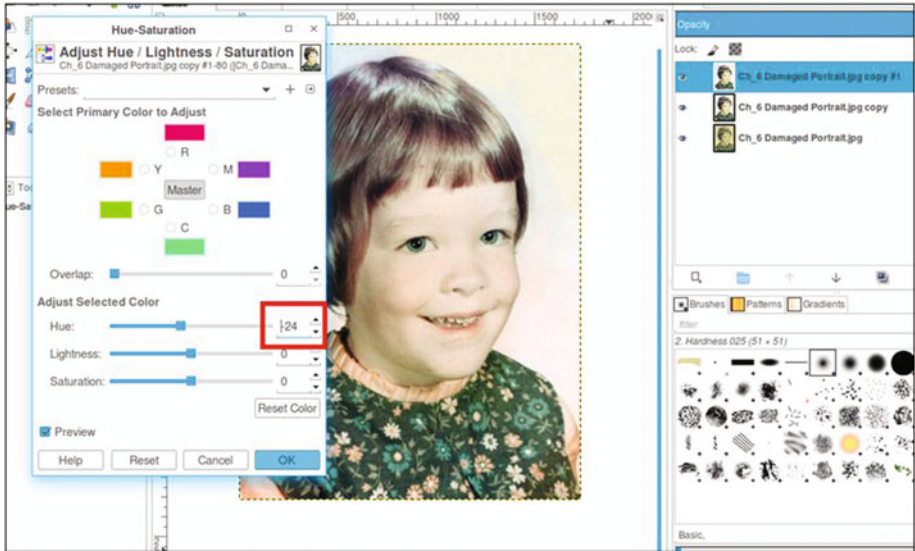 Hue-Saturation
Adjust Hue / Lightness / Saturation
Ch_6 Damaged Portrait.jpg copy #1-80 ([Ch_6 Dama...
Presets:
Select Primary Color to Adjust
R
Y
M
Master
G
B
C
Overlap:
0
Adjust Selected Color
Hue:
-24
Lightness:
0
Saturation:
0
Reset Color
Preview
Help
Reset
Cancel
OK
500
1000
1500
Opacity
Lock:
Ch_6 Damaged Portrait.jpg copy #1
Ch_6 Damaged Portrait.jpg copy
Ch_6 Damaged Portrait.jpg
Brushes
Patterns
Gradients
filter
2. Hardness 025 (51 × 51)
Basic,